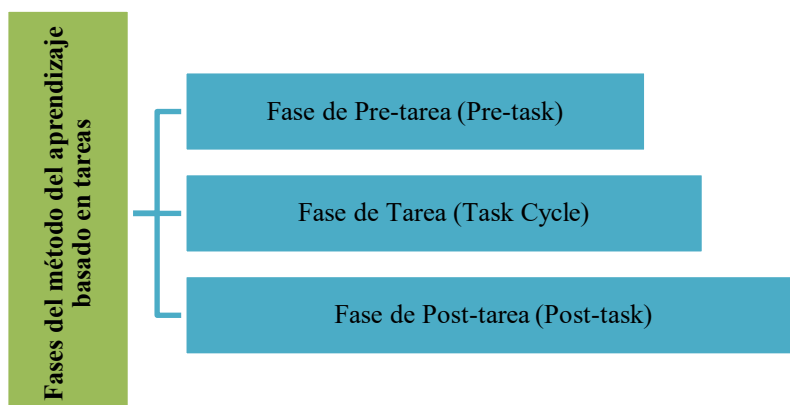 Fases del método del aprendizaje
basado en tareas
Fase de Pre-tarea (Pre-task)
Fase de Tarea (Task Cycle)
Fase de Post-tarea (Post-task)